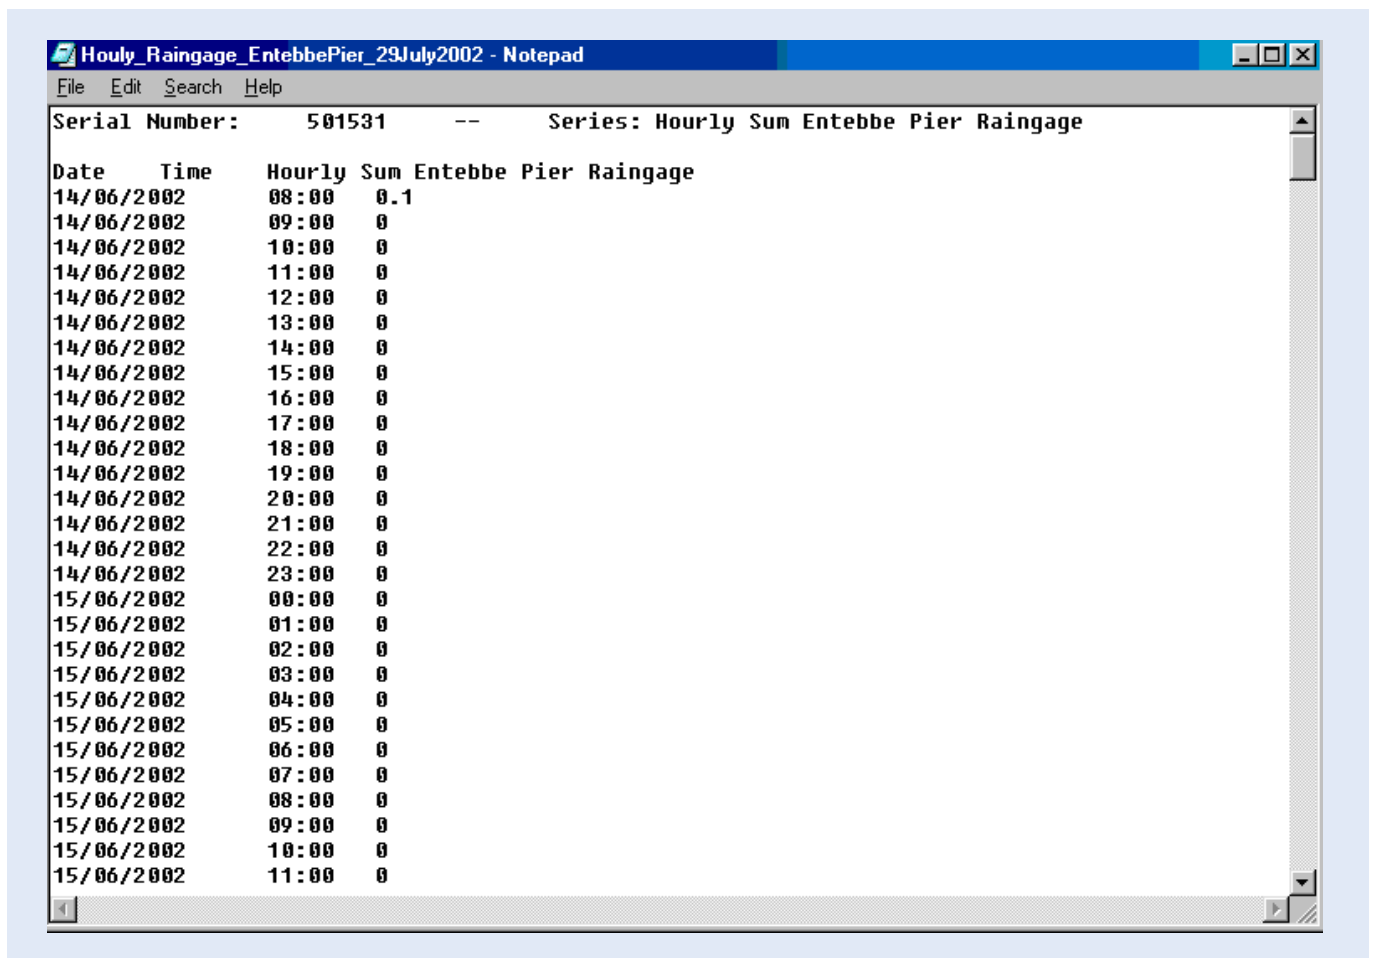 Houly_Raingage_EntebbePier_29July2002 - Notepad
File Edit Search Help
Serial Number: 501531 -- Series: Hourly Sum Entebbe Pier Raingage
Date Time Hourly Sum Entebbe Pier Raingage
14/06/2002 08:00 0.1
14/06/2002 09:00 0
14/06/2002 10:00 0
14/06/2002 11:00 0
14/06/2002 12:00 0
14/06/2002 13:00 0
14/06/2002 14:00 0
14/06/2002 15:00 0
14/06/2002 16:00 0
14/06/2002 17:00 0
14/06/2002 18:00 0
14/06/2002 19:00 0
14/06/2002 20:00 0
14/06/2002 21:00 0
14/06/2002 22:00 0
14/06/2002 23:00 0
15/06/2002 00:00 0
15/06/2002 01:00 0
15/06/2002 02:00 0
15/06/2002 03:00 0
15/06/2002 04:00 0
15/06/2002 05:00 0
15/06/2002 06:00 0
15/06/2002 07:00 0
15/06/2002 08:00 0
15/06/2002 09:00 0
15/06/2002 10:00 0
15/06/2002 11:00 0